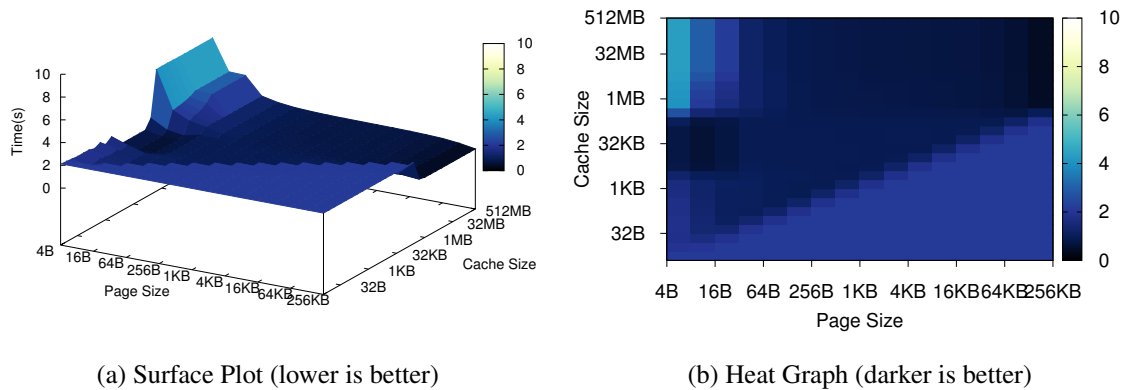 10
8
6
4
2
0
Time(s)
10
8
6
4
2
0
4B
16B
64B
256B
1KB
4KB
16KB
64KB
256KB
Page Size
32B
1KB
32KB
1MB
32MB
512MB
Cache Size
(a) Surface Plot (lower is better)
512MB
32MB
1MB
32KB
1KB
32B
Cache Size
4B 16B 64B 256B 1KB 4KB 16KB 64KB 256KB
Page Size
10
8
6
4
2
0
(b) Heat Graph (darker is better)